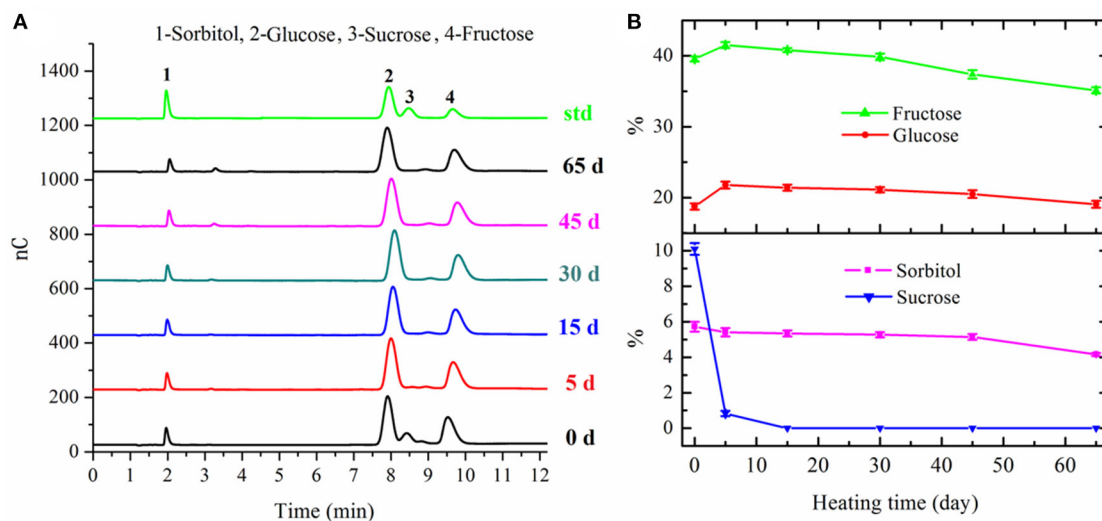 A
1-Sorbitol, 2-Glucose, 3-Sucrose, 4-Fructose
1400
1200
1000
800
600
400
200
0
nC
1
2
3
4
std
65 d
45 d
30 d
15 d
5 d
0 d
0 1 2 3 4 5 6 7 8 9 10 11 12
Time (min)
B
40
30
20
%
Fructose
Glucose
10
8
6
4
2
0
%
Sorbitol
Sucrose
0 10 20 30 40 50 60
Heating time (day)